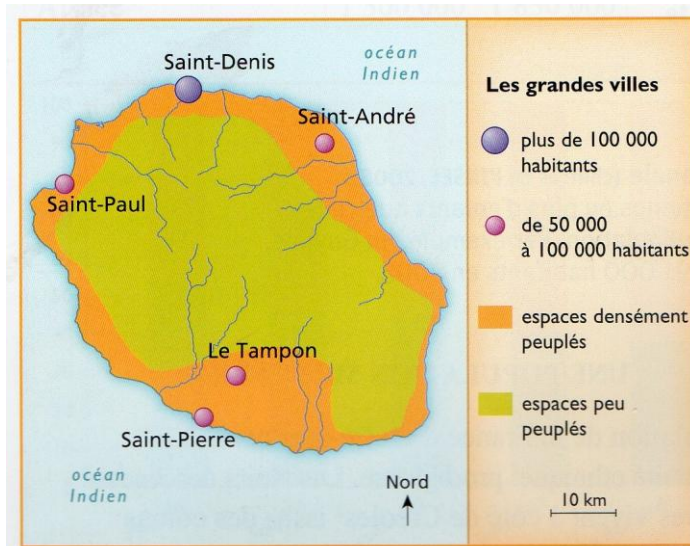 Saint-Denis
océan
Indien
Saint-André
Saint-Paul
Le Tampon
Saint-Pierre
océan
Indien
Nord
Les grandes villes
plus de 100 000
habitants
de 50 000
à 100 000 habitants
espaces densément
peuplés
espaces peu
peuplés
10 km